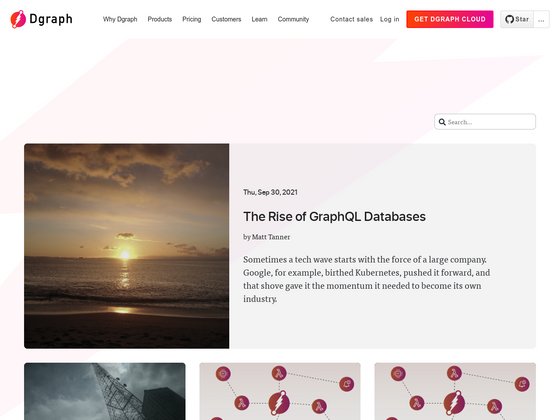 Dgraph
Why Dgraph Products Pricing Customers Learn Community Contact sales Log in GET DGRAPH CLOUD Star ...
Search...
Thu, Sep 30, 2021
The Rise of GraphQL Databases
by Matt Tanner
Sometimes a tech wave starts with the force of a large company.
Google, for example, birthed Kubernetes, pushed it forward, and
that shove gave it the momentum it needed to become its own
industry.